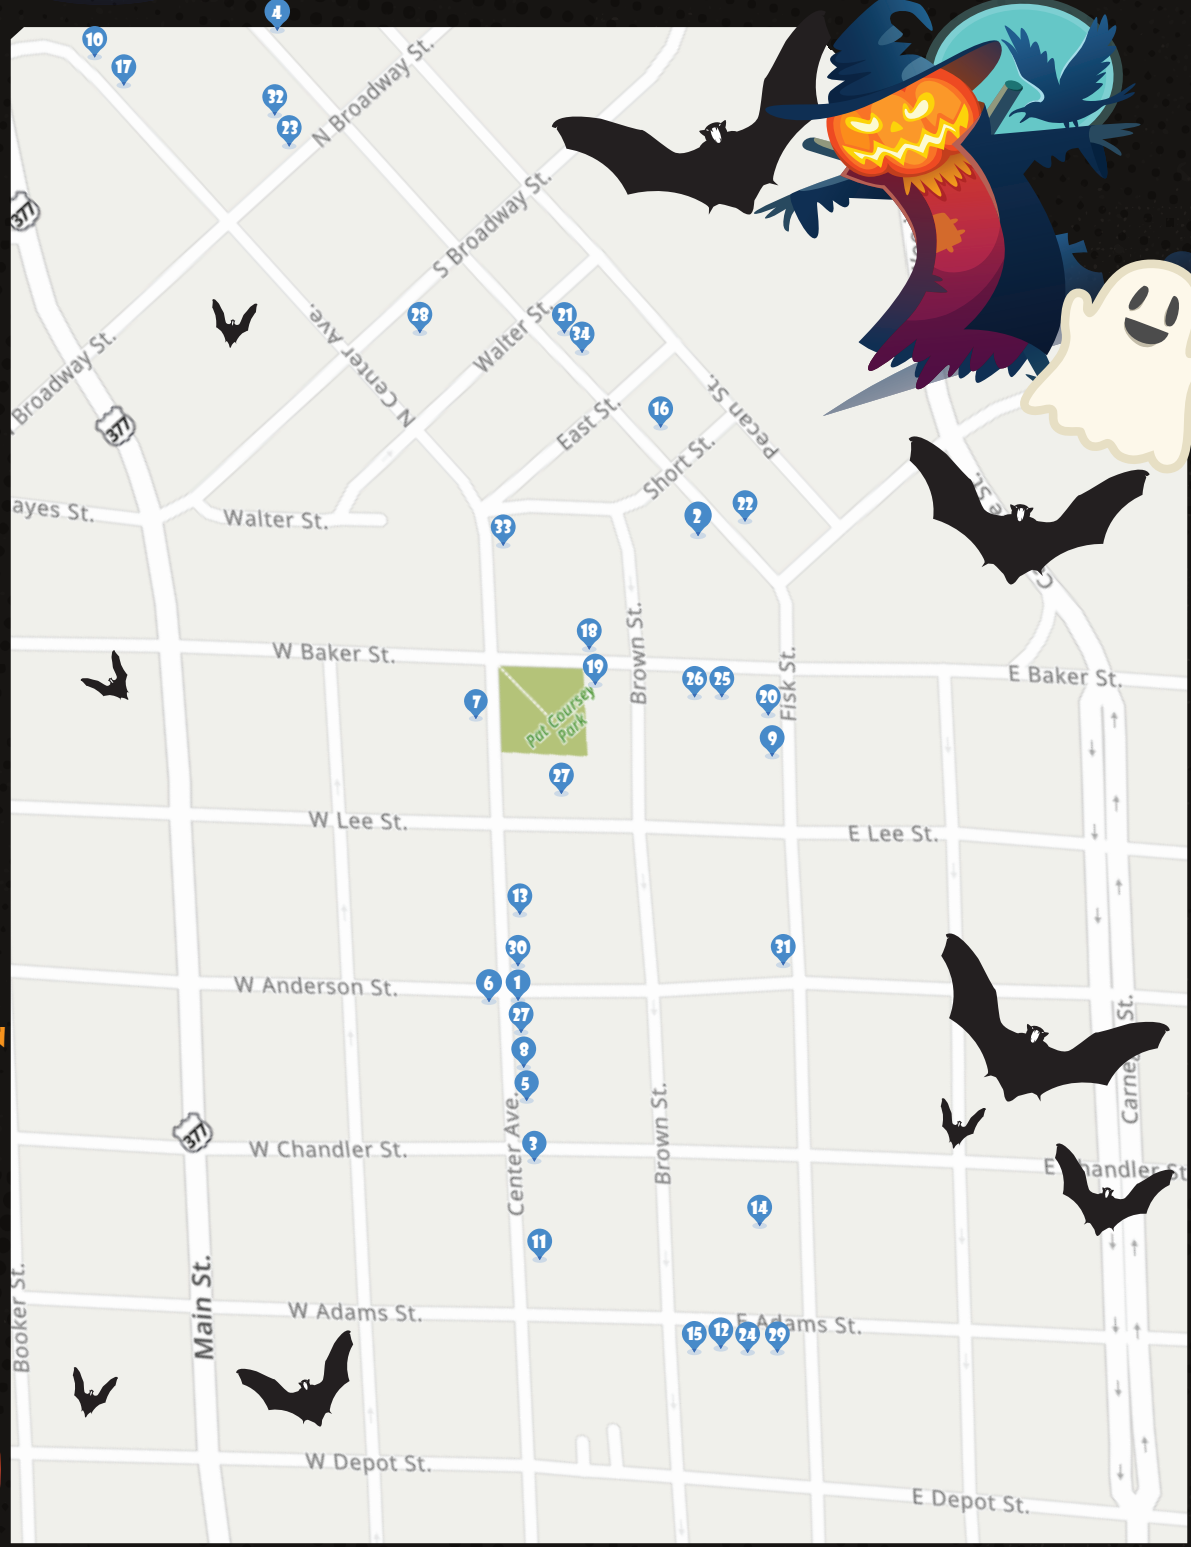 4
10
17
32
23
N Broadway St.
377
S Broadway St.
28
21
34
Walter St.
N Center Ave.
Broadway St.
377
16
East St.
Pecan St.
Short St.
ayes St.
Walter St.
33
2
22
18
Brown St.
W Baker St.
19
26
25
Fisk St.
E Baker St.
7
20
Pat Coursey
Park
9
27
W Lee St.
E Lee St.
13
30
31
6
1
W Anderson St.
27
8
5
Center Ave.
Brown St.
377
3
W Chandler St.
14
11
Main St.
Booker St.
W Adams St.
E Adams St.
15
12
24
29
W Depot St.
E Depot St.